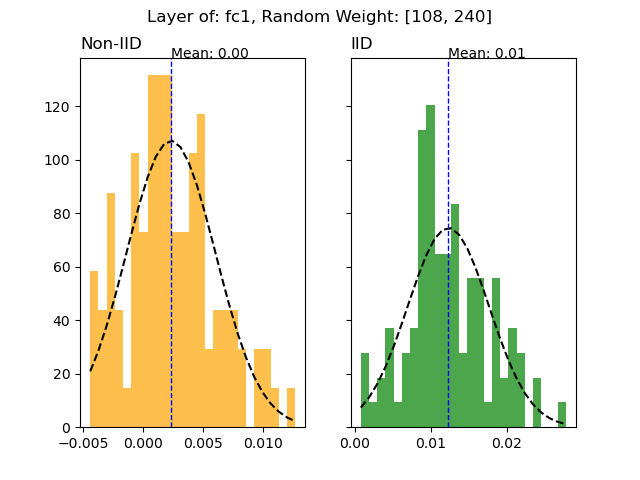 Layer of: fc1, Random Weight: [108, 240]
Non-IID
Mean: 0.00
IID
Mean: 0.01
120
100
80
60
40
20
0
−0.005 0.000 0.005 0.010
0.00 0.01 0.02